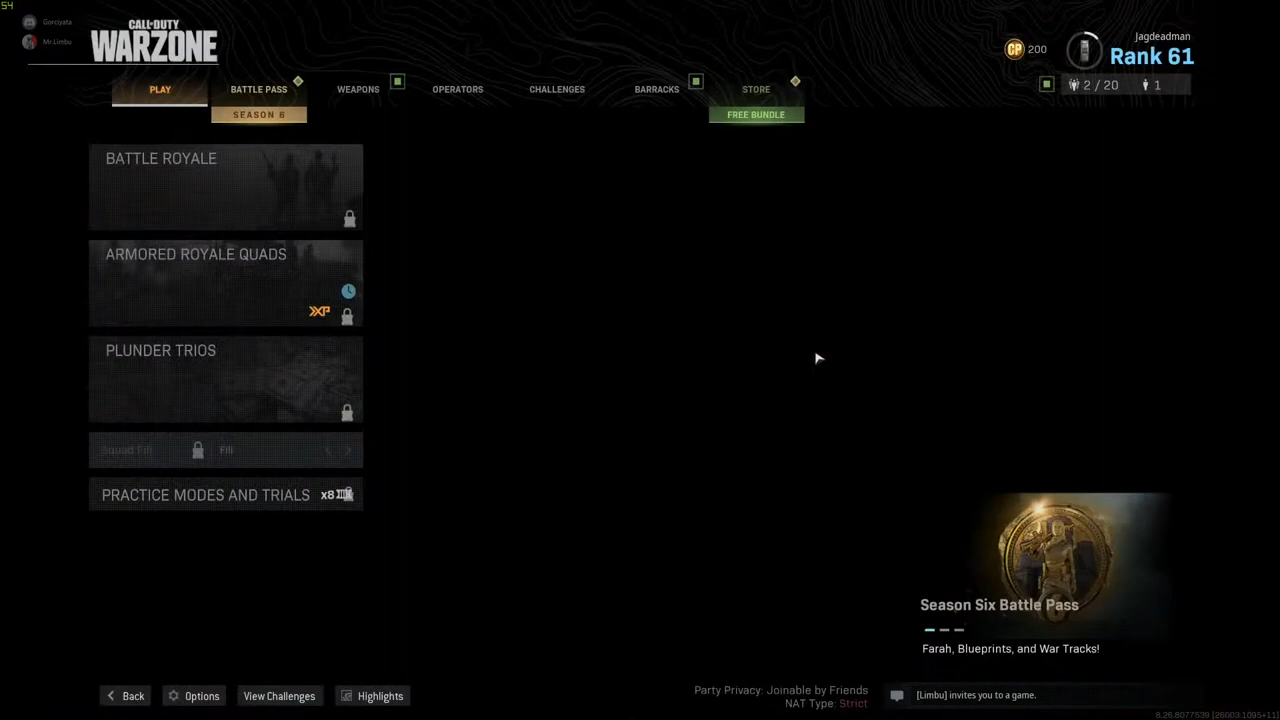 54
Gorciyata
Mr.Limbu
CALL OF DUTY
WARZONE
CP 200
Jagdeadman
Rank 61
2 / 20 1
PLAY
BATTLE PASS
WEAPONS
OPERATORS
CHALLENGES
BARRACKS
STORE
SEASON 6
FREE BUNDLE
BATTLE ROYALE
ARMORED ROYALE QUADS
XP
PLUNDER TRIOS
Squad Fill Fill
PRACTICE MODES AND TRIALS x8
Season Six Battle Pass
Farah, Blueprints, and War Tracks!
Back
Options
View Challenges
Highlights
Party Privacy: Joinable by Friends
NAT Type: Strict
[Limbu] invites you to a game.